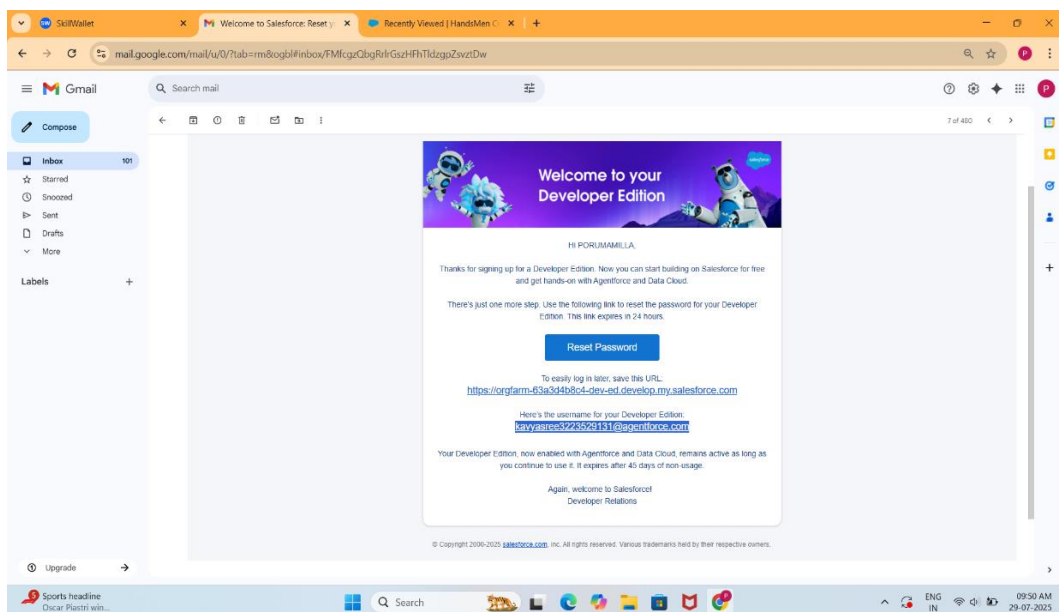 SkillWallet
Welcome to Salesforce: Reset y
Recently Viewed | HandsMen C
mail.google.com/mail/u/0/?tab=rm&ogbl#inbox/
P
Gmail
Search mail
P
Compose
7 of 480
Inbox 101
Starred
Snoozed
Sent
Drafts
More
Labels
salesforce
Welcome to your
Developer Edition
HI PORUMAMILLA,
Thanks for signing up for a Developer Edition. Now you can start building on Salesforce for free
and get hands-on with Agentforce and Data Cloud.
There's just one more step. Use the following link to reset the password for your Developer
Edition. This link expires in 24 hours.
Reset Password
To easily log in later, save this URL:
https://orgfarm-63a3d4b8c4-dev-ed.develop.my.salesforce.com
Here's the username for your Developer Edition:
kavyasree3223529131@agentforce.com
Your Developer Edition, now enabled with Agentforce and Data Cloud, remains active as long as
you continue to use it. It expires after 45 days of non-usage.
Again, welcome to Salesforce!
Developer Relations
© Copyright 2000-2025 salesforce.com, inc. All rights reserved. Various trademarks held by their respective owners.
Upgrade
5
Sports headline
Oscar Piastri win...
Search
ENG
IN
09:50 AM
29-07-2025